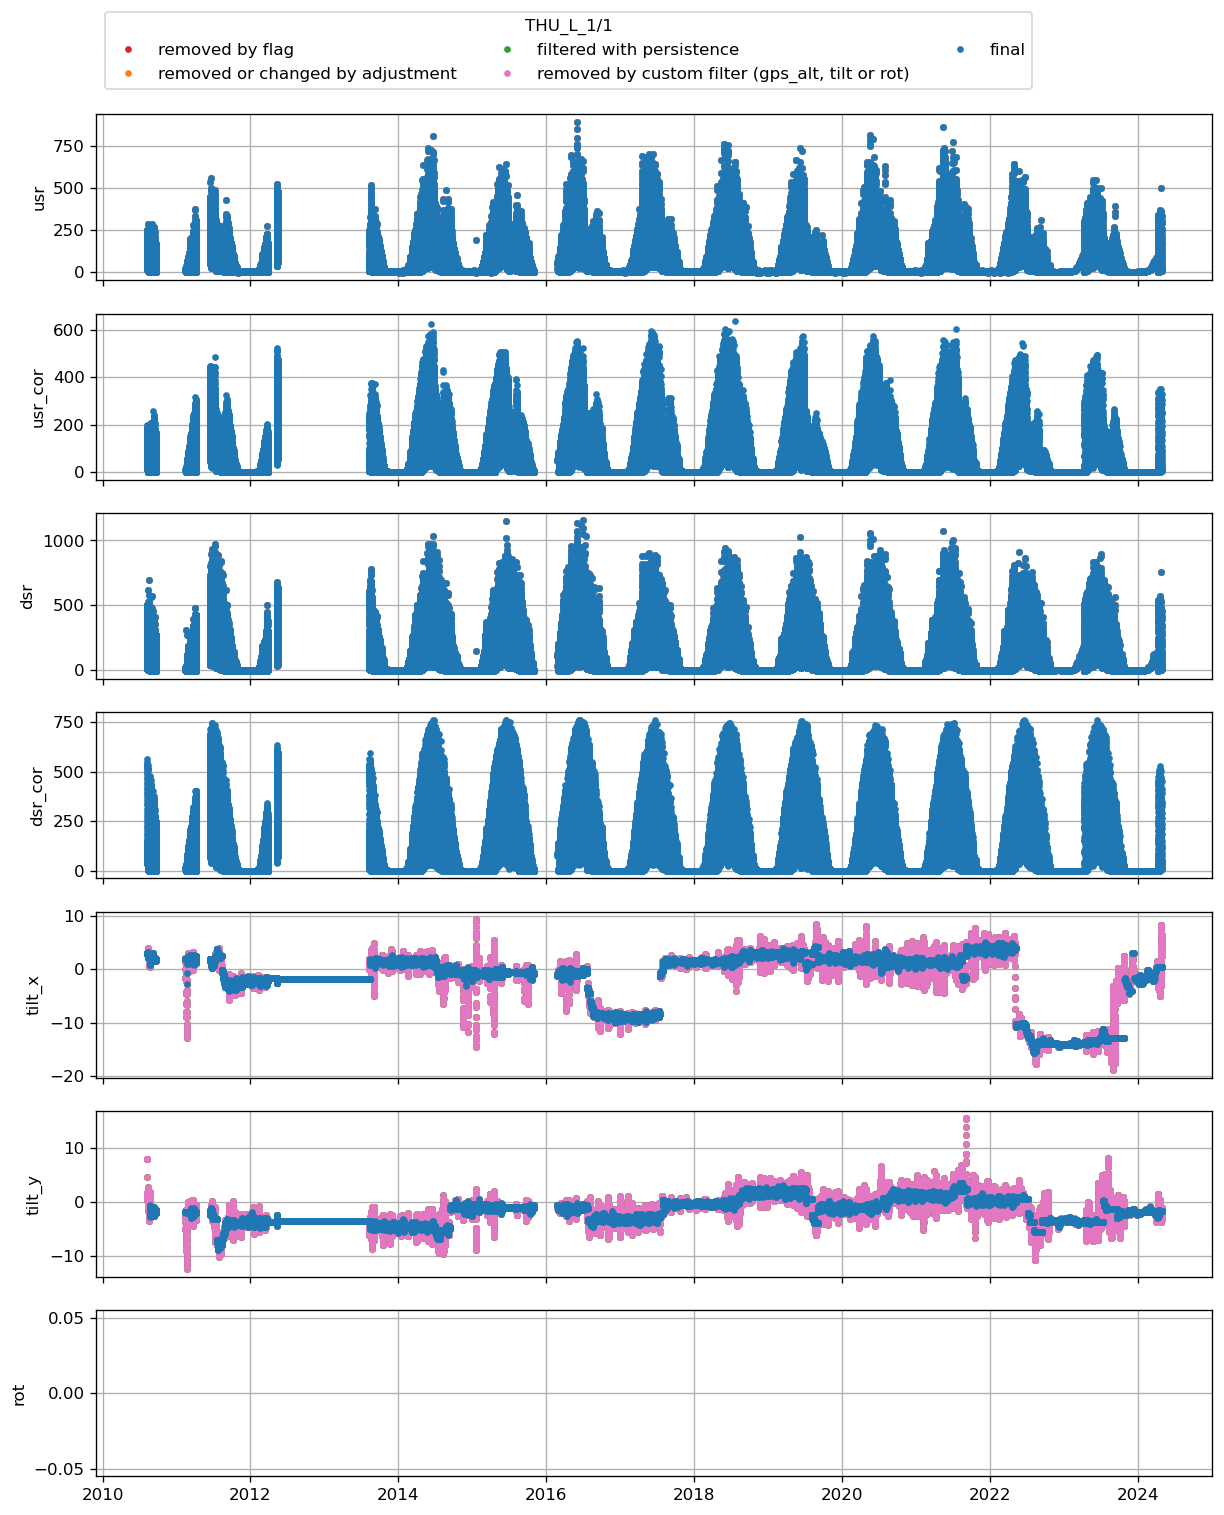 THU_L_1/1
removed by flag
filtered with persistence
final
removed or changed by adjustment
removed by custom filter (gps_alt, tilt or rot)
750
500
250
0
usr
600
400
200
0
usr_cor
1000
500
0
dsr
750
500
250
0
dsr_cor
10
0
−10
−20
tilt_x
10
0
−10
tilt_y
0.05
0.00
−0.05
rot
2010 2012 2014 2016 2018 2020 2022 2024